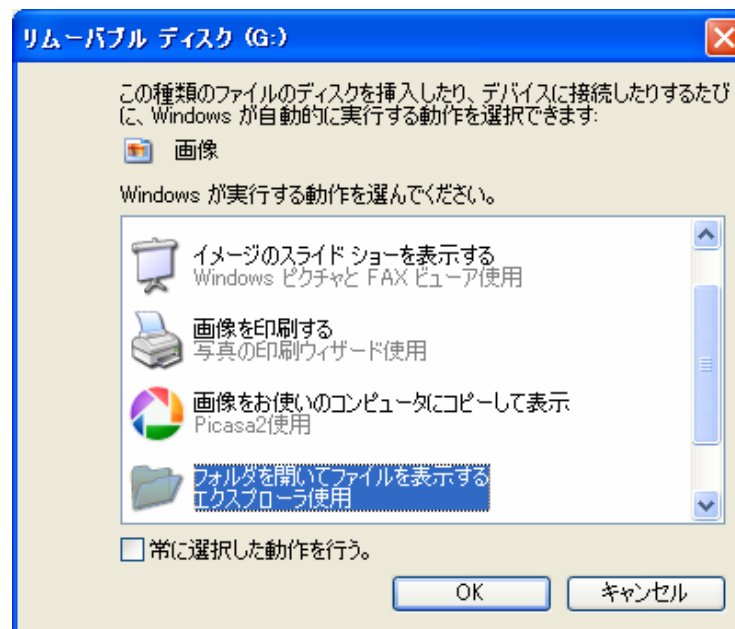 リムーバブル ディスク (G:)
この種類のファイルのディスクを挿入したり、デバイスに接続したりするたび
に、Windows が自動的に実行する動作を選択できます:
画像
Windows が実行する動作を選んでください。
イメージのスライド ショーを表示する
Windows ピクチャと FAX ビューア使用
画像を印刷する
写真の印刷ウィザード使用
画像をお使いのコンピュータにコピーして表示
Picasa2使用
フォルダを開いてファイルを表示する
エクスプローラ使用
常に選択した動作を行う。
OK
キャンセル